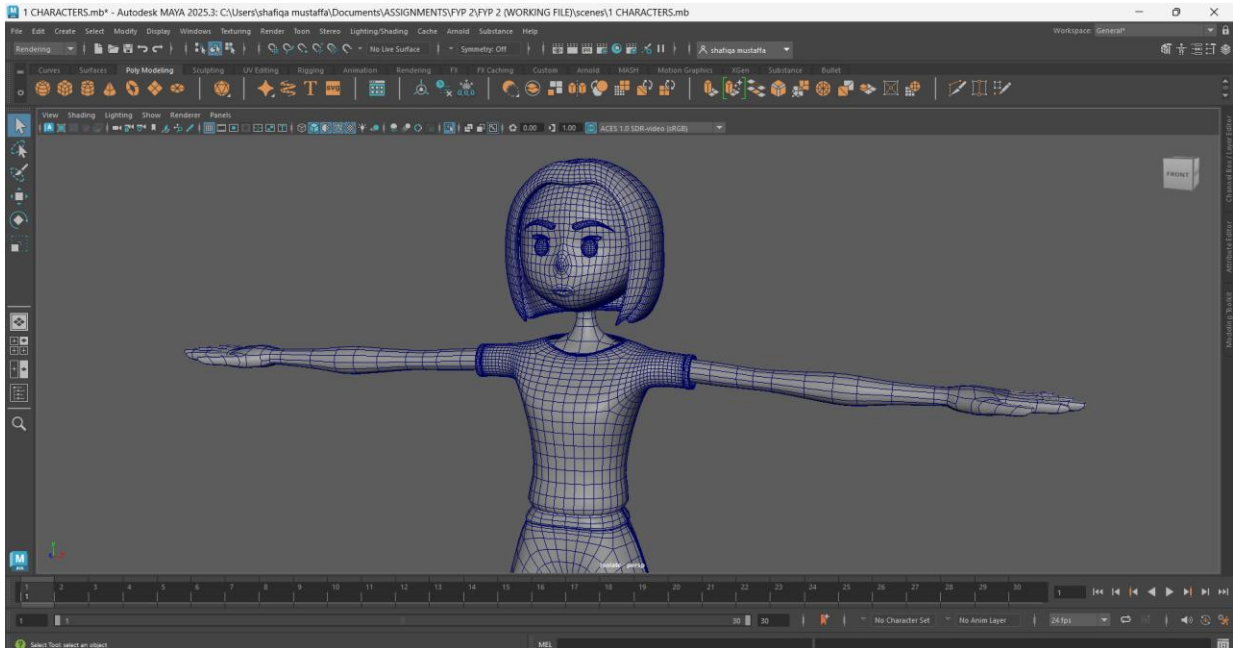 1 CHARACTERS.mb* - Autodesk MAYA 2025.3: C:\Users\shafiqa mustaffa\Documents\ASSIGNMENTS\FYP 2\FYP 2 (WORKING FILE)\scenes\1 CHARACTERS.mb
File Edit Create Select Modify Display Windows Texturing Render Toon Stereo Lighting/Shading Cache Arnold Substance Help Workspace: General*
Rendering No Live Surface Symmetry: Off shafiqa mustaffa
Curves Surfaces Poly Modeling Sculpting UV Editing Rigging Animation Rendering FX FX Caching Custom Arnold MASH Motion Graphics XGen Substance Bullet
SVG
View Shading Lighting Show Renderer Panels
0.00 1.00 ACES 1.0 SDR-video (sRGB)
FRONT
Channel Box / Layer Editor
Attribute Editor
Modeling Toolkit
isolate : persp
M
1 2 3 4 5 6 7 8 9 10 11 12 13 14 15 16 17 18 19 20 21 22 23 24 25 26 27 28 29 30
1 1
1 1 30 30 No Character Set No Anim Layer 24 fps
Select Tool: select an object MEL